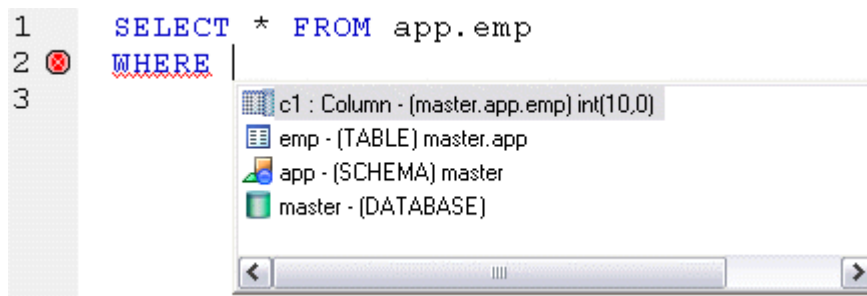 1 SELECT * FROM app.emp
2 WHERE
3
c1 : Column - (master.app.emp) int(10,0)
emp - (TABLE) master.app
app - (SCHEMA) master
master - (DATABASE)